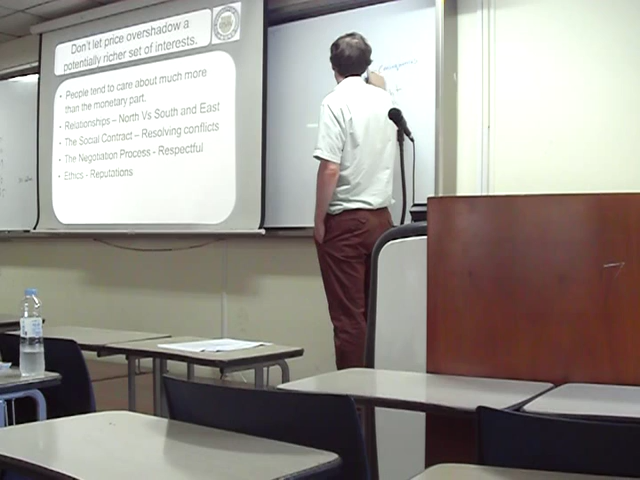 Don't let price overshadow a
potentially richer set of interests.
• People tend to care about much more
than the monetary part.
• Relationships – North Vs South and East
• The Social Contract – Resolving conflicts
• The Negotiation Process - Respectful
• Ethics - Reputations